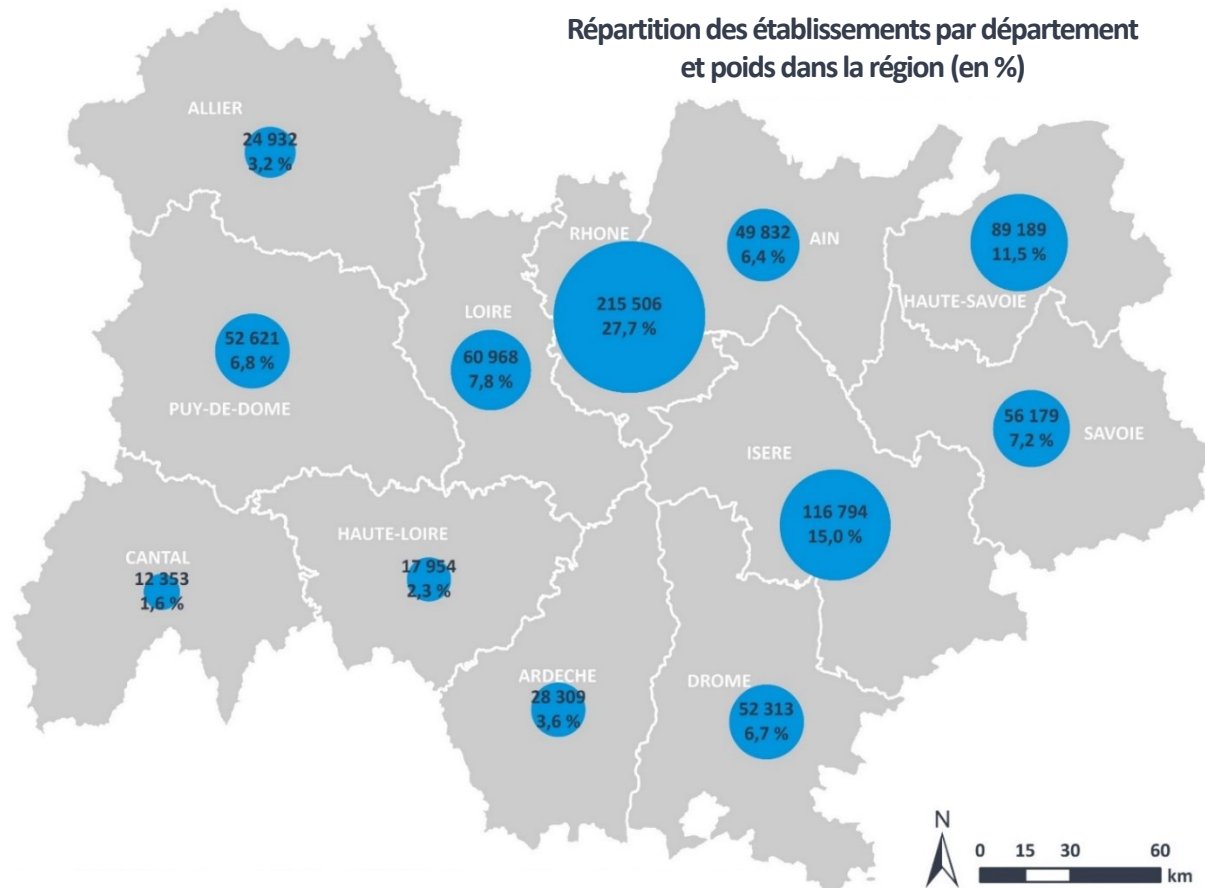 Répartition des établissements par département
et poids dans la région (en %)
ALLIER
24 932
3,2 %
RHONE
215 506
27,7 %
49 832
6,4 %
AIN
89 189
11,5 %
HAUTE-SAVOIE
LOIRE
60 968
7,8 %
52 621
6,8 %
PUY-DE-DOME
56 179
7,2 %
SAVOIE
ISERE
116 794
15,0 %
HAUTE-LOIRE
17 954
2,3 %
CANTAL
12 353
1,6 %
ARDECHE
28 309
3,6 %
DROME
52 313
6,7 %
N
0 15 30 60
km